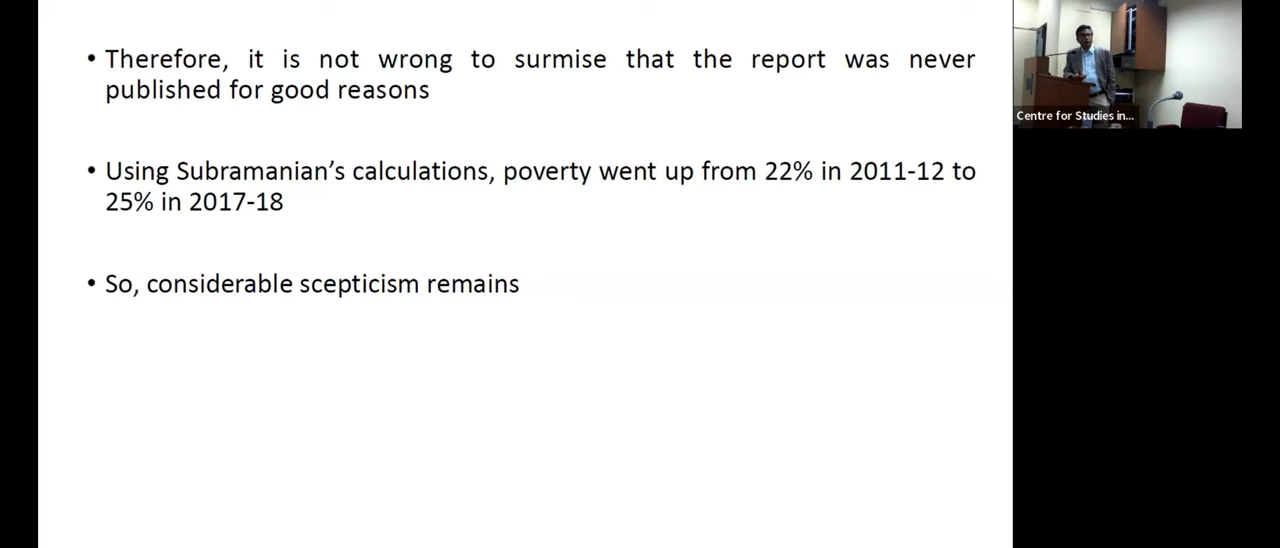 • Therefore, it is not wrong to surmise that the report was never
published for good reasons
• Using Subramanian’s calculations, poverty went up from 22% in 2011-12 to
25% in 2017-18
• So, considerable scepticism remains
Centre for Studies in...